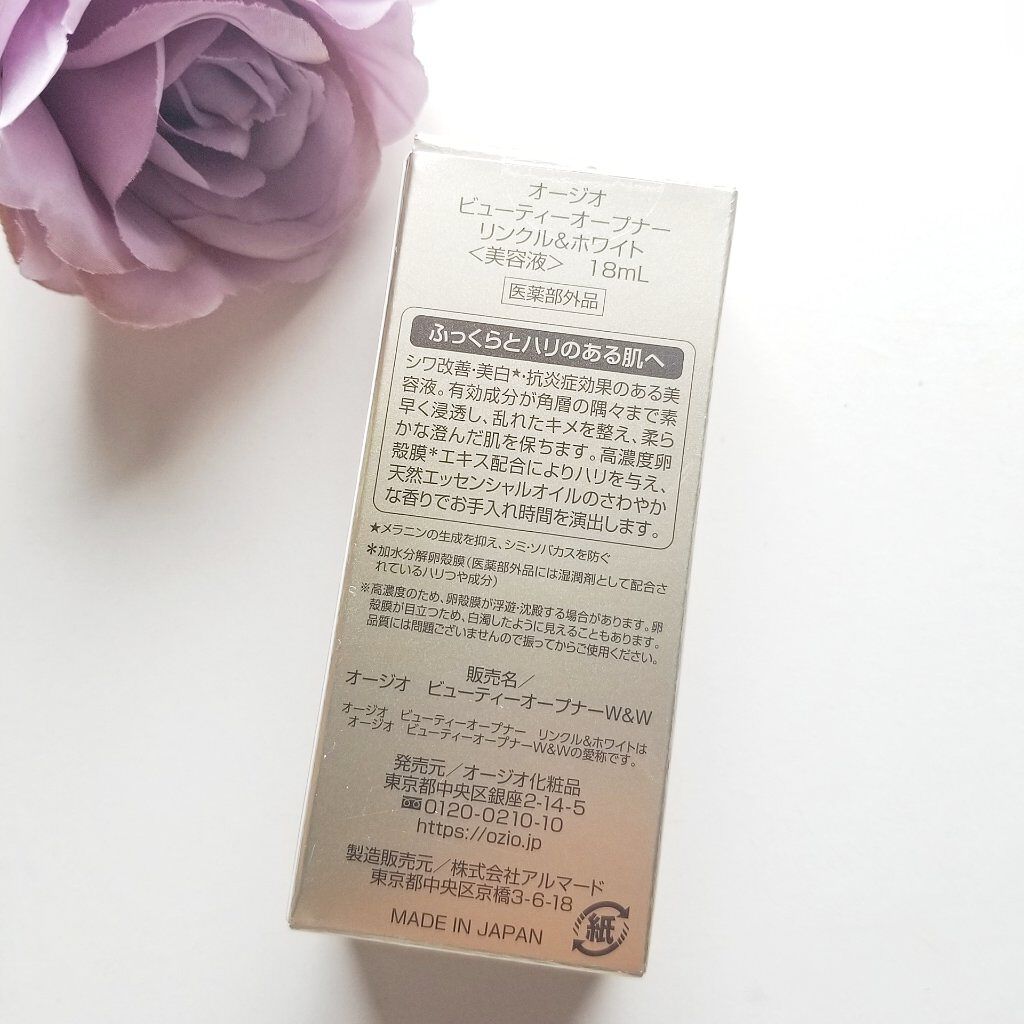 オージオ
ビューティーオープナー
リンクル&ホワイト
<美容液> 18mL
医薬部外品
ふっくらとハリのある肌へ
シワ改善・美白★・抗炎症効果のある美
容液。有効成分が角層の隅々まで素
早く浸透し、乱れたキメを整え、柔ら
かな澄んだ肌を保ちます。高濃度卵
殻膜*エキス配合によりハリを与え、
天然エッセンシャルオイルのさわやか
な香りでお手入れ時間を演出します。
★メラニンの生成を抑え、シミ・ソバカスを防ぐ
*加水分解卵殻膜(医薬部外品には湿潤剤として配合さ
れているハリつや成分)
※高濃度のため、卵殻膜が浮遊・沈殿する場合があります。卵
殻膜が目立つため、白濁したように見えることもあります。
品質には問題ございませんので振ってからご使用ください。
販売名/
オージオ ビューティーオープナーW&W
オージオ ビューティーオープナー リンクル&ホワイトは
オージオ ビューティーオープナーW&Wの愛称です。
発売元/オージオ化粧品
東京都中央区銀座2-14-5
0120-0210-10
https://ozio.jp
製造販売元/株式会社アルマード
東京都中央区京橋3-6-18
MADE IN JAPAN
紙